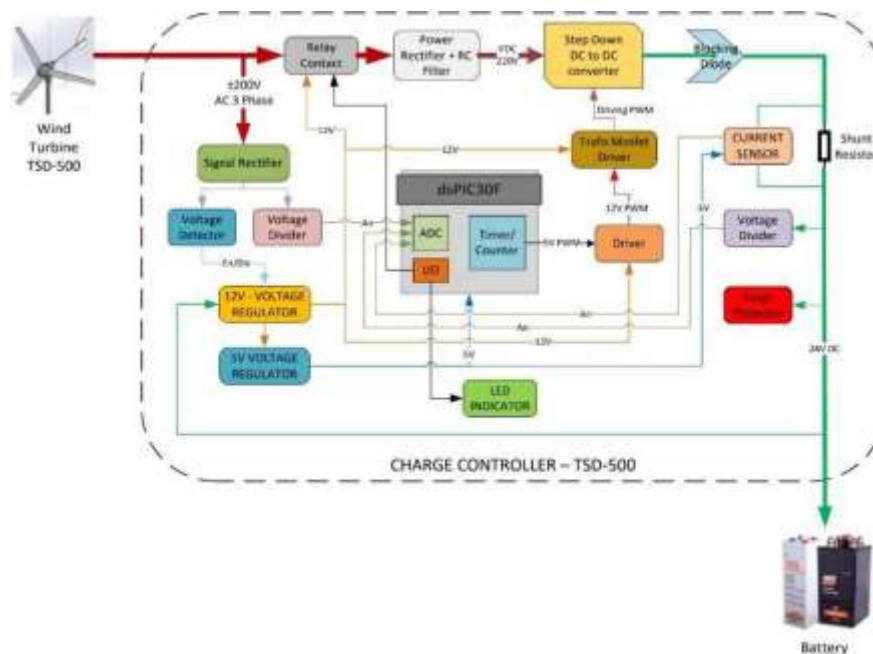 Wind
Turbine
TSD-500
±200V
AC 3 Phase
Relay
Contact
Power
Rectifier + RC
Filter
VDC
220V
Step Down
DC to DC
converter
Blocking
Diode
Signal Rectifier
Voltage
Detector
Voltage
Divider
En/Dis
12V - VOLTAGE
REGULATOR
5V VOLTAGE
REGULATOR
12V
12V
Driving PWM
Trafo Mosfet
Driver
dsPIC30F
ADC
I/O
Timer/
Counter
5V PWM
12V PWM
Driver
12V
5V
LED
INDICATOR
CURRENT
SENSOR
Shunt
Resistor
5V
Voltage
Divider
24V DC
CHARGE CONTROLLER – TSD-500
Battery